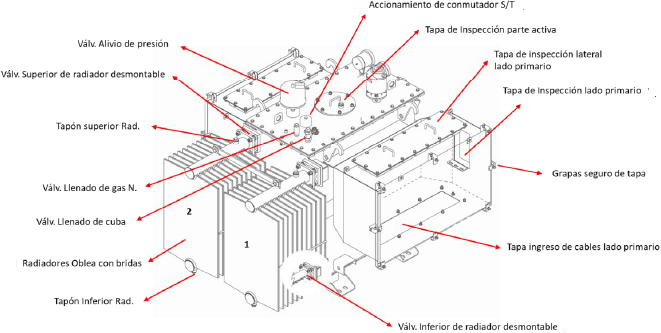 Accionamiento de conmutador S/T
Tapa de Inspección parte activa
Válv. Alivio de presión
Tapa de inspección lateral
lado primario
Válv. Superior de radiador desmontable
Tapa de Inspección lado primario
Tapón superior Rad.
Grapas seguro de tapa
Válv. Llenado de gas N.
2
Válv. Llenado de cuba
1
Tapa ingreso de cables lado primario
Radiadores Oblea con bridas
Tapón Inferior Rad.
Válv. Inferior de radiador desmontable